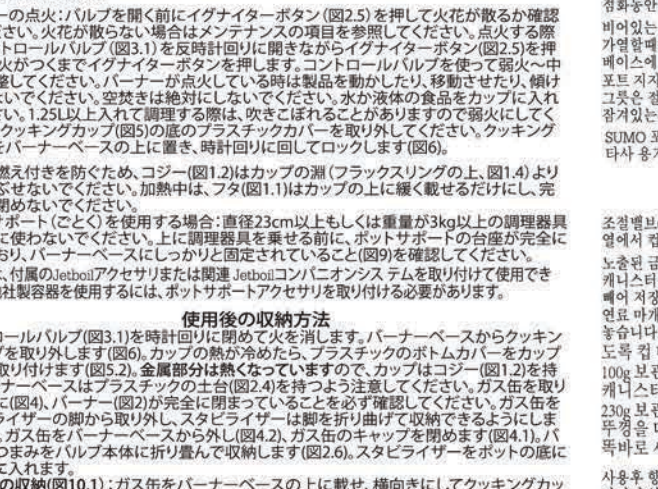 ーの点火：バルブを開く前にイグナイターボタン(図2.5)を押して火花が散るか確認
さい。火花が散らない場合はメンテナンスの項目を参照してください。点火する際
トロールバルブ(図3.1)を反時計回りに開きながらイグナイターボタン(図2.5)を押
火がつくまでイグナイターボタンを押します。コントロールバルブを使って弱火〜中
整してください。バーナーが点火している時は製品を動かしたり、移動させたり、傾け
ないでください。空焚きは絶対にしないでください。水か液体の食品をカップに入れ
さい。1.25L以上入れて調理する際は、吹きこぼれることがありますので弱火にしてく
クッキングカップ(図5)の底のプラスチックカバーを取り外してください。クッキング
をバーナーベースの上に置き、時計回りに回してロックします(図6)。
燃え付きを防ぐため、コジー(図1.2)はカップの淵（フラックスリングの上、図1.4）より
ぶせないでください。加熱中は、フタ(図1.1)はカップの上に緩く載せるだけにし、完
閉めないでください。
ポート（ごとく）を使用する場合：直径23cm以上もしくは重量が3kg以上の調理器具
に使わないでください。上に調理器具を乗せる前に、ポットサポートの台座が完全に
おり、バーナーベースにしっかりと固定されていること(図9)を確認してください。
、付属のJetboilアクセサリまたは関連 Jetboilコンパニオンシス テムを取り付けて使用でき
他社製容器を使用するには、ポットサポートアクセサリを取り付ける必要があります。
使用後の収納方法
ロールバルブ(図3.1)を時計回りに閉めて火を消します。バーナーベースからクッキン
プを取り外します(図6)。カップの熱が冷めたら、プラスチックのボトムカバーをカップ
取り付けます(図5.2)。金属部分は熱くなっていますので、カップはコジー(図1.2)を持
ーナーベースはプラスチックの土台(図2.4)を持つよう注意してください。ガス缶を取り
に(図4)、バーナー(図2)が完全に閉まっていることを必ず確認してください。ガス缶を
ライザーの脚から取り外し、スタビライザーは脚を折り曲げて収納できるようにしま
。ガス缶をバーナーベースから外し(図4.2)、ガス缶のキャップを閉めます(図4.1)。バ
つまみをバルブ本体に折り畳んで収納します(図2.6)。スタビライザーをポットの底に
に入れます。
の収納(図10.1)：ガス缶をバーナーベースの上に載せ、横向きにしてクッキングカッ
점화동안
비어있는
가열할때
베이스에
포트 지지
그릇은 절
잠겨있는
SUMO 포
타사 용기
조절밸브
열에서 컵
노출된 금
캐니스터
빼어 저장
연료 마개
놓습니다
도록 컵
100g 보관
캐니스터
230g 보관
뚜껑을
똑바로
사용후